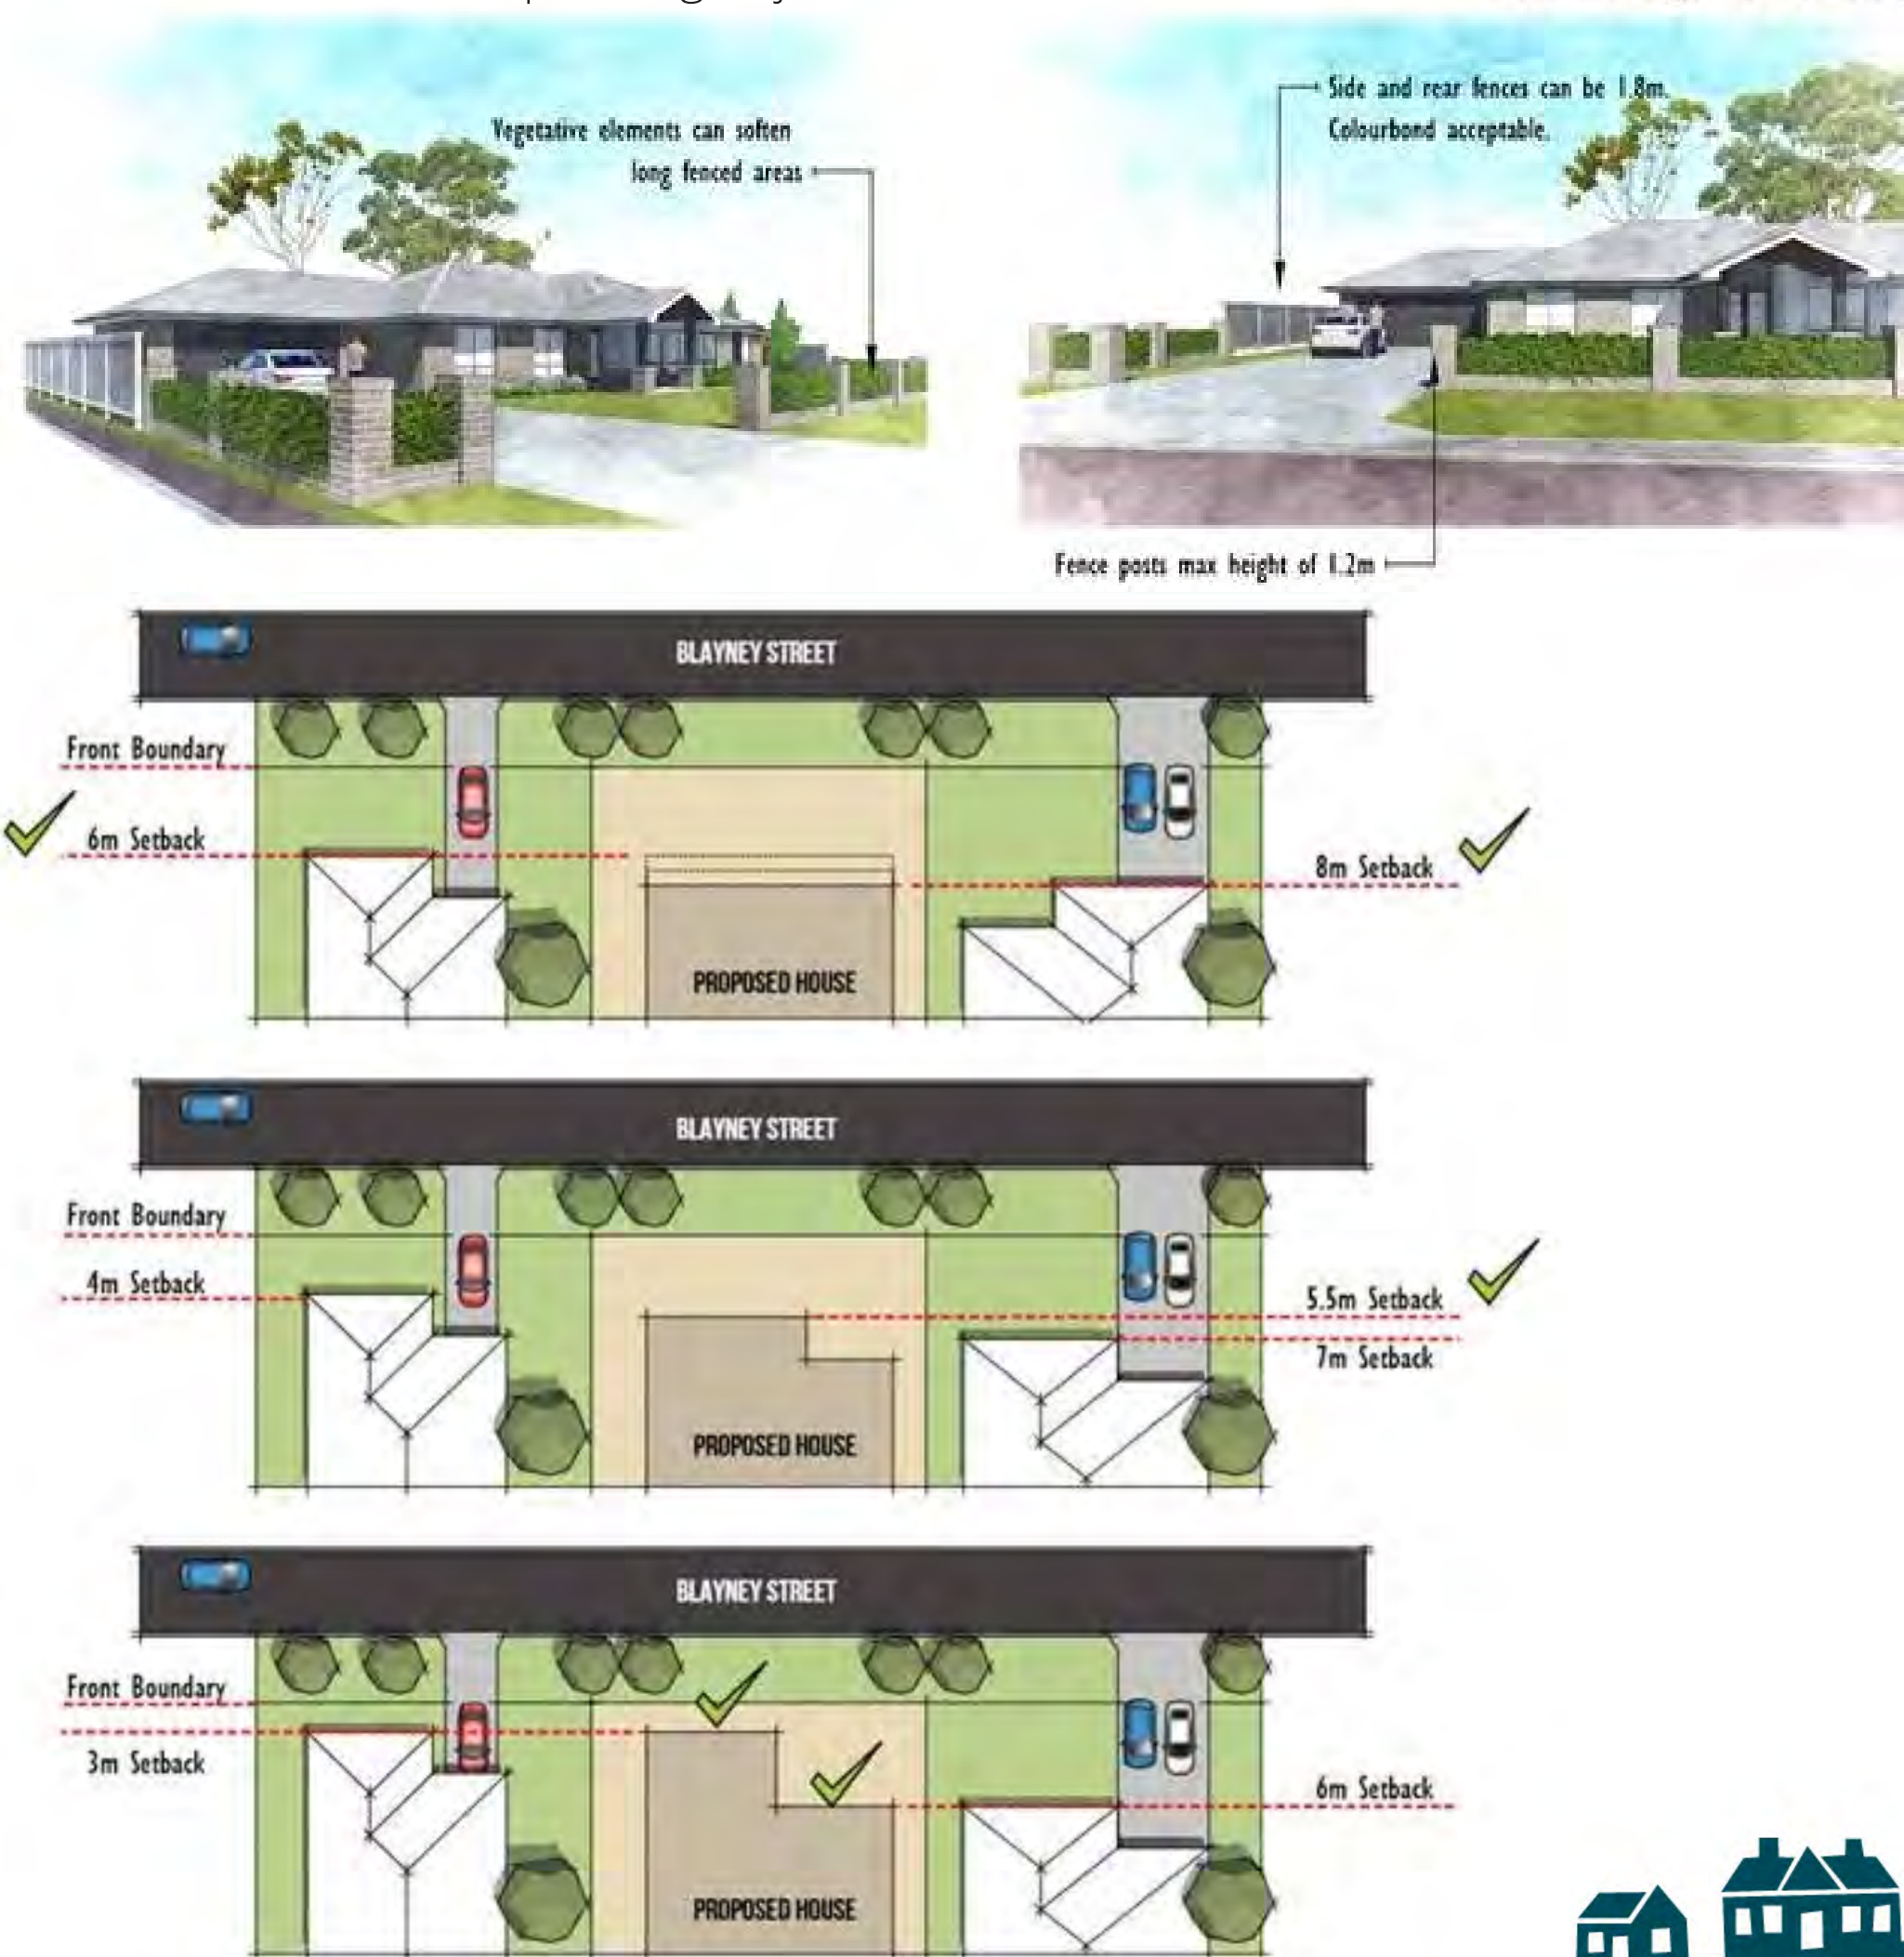 Vegetative elements can soften
long fenced areas
Side and rear fences can be 1.8m.
Colourbond acceptable.
Fence posts max height of 1.2m
BLAYNEY STREET
Front Boundary
6m Setback
8m Setback
PROPOSED HOUSE
BLAYNEY STREET
Front Boundary
4m Setback
5.5m Setback
7m Setback
PROPOSED HOUSE
BLAYNEY STREET
Front Boundary
3m Setback
6m Setback
PROPOSED HOUSE